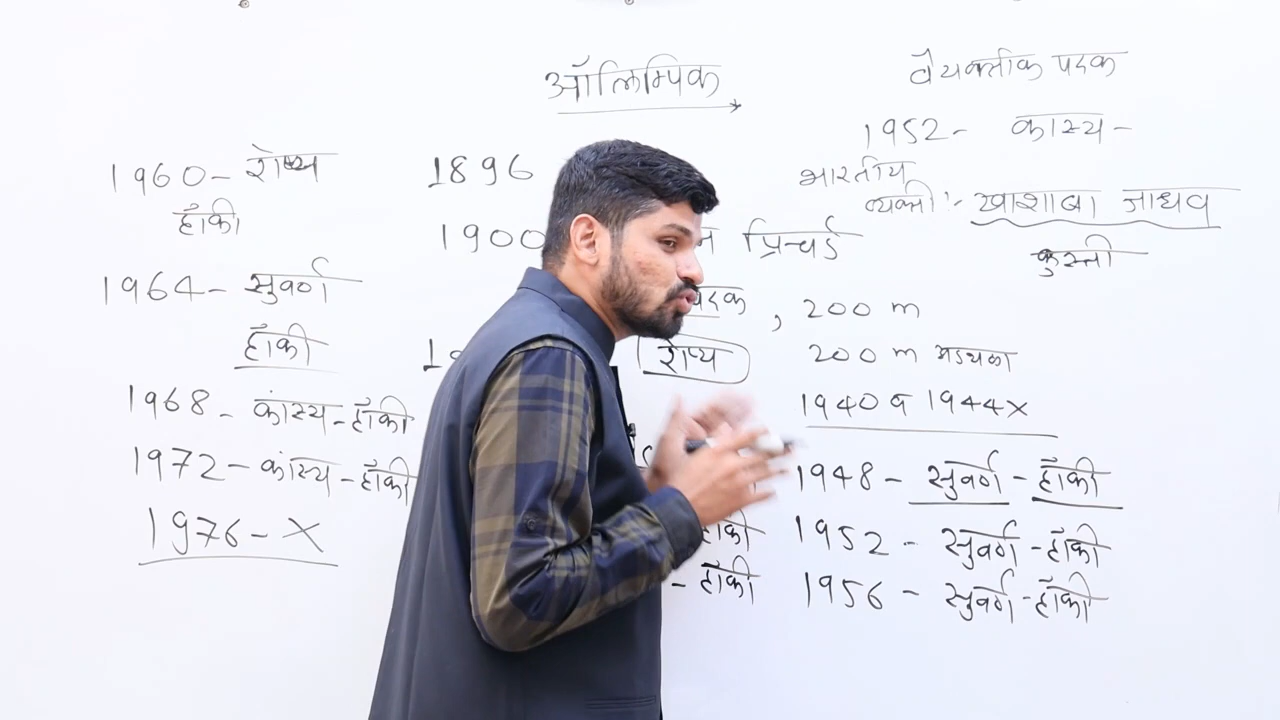 ऑलिम्पिक
1960 - रोप्य
हॉकी
1964 - सुवर्ण
हॉकी
1968 - कांस्य - हॉकी
1972 - कांस्य - हॉकी
1976 - X
1896
1900
प्रिन्चर्ड
पदक , 200 m
रोप्य
200 m अडथळा
1940 व 1944 X
हॉकी
- हॉकी
वैयक्तीक पदक
1952 - कास्य -
भारतीय
व्यक्ती :- खाशाबा जाधव
कुस्ती
1948 - सुवर्ण - हॉकी
1952 - सुवर्ण - हॉकी
1956 - सुवर्ण - हॉकी